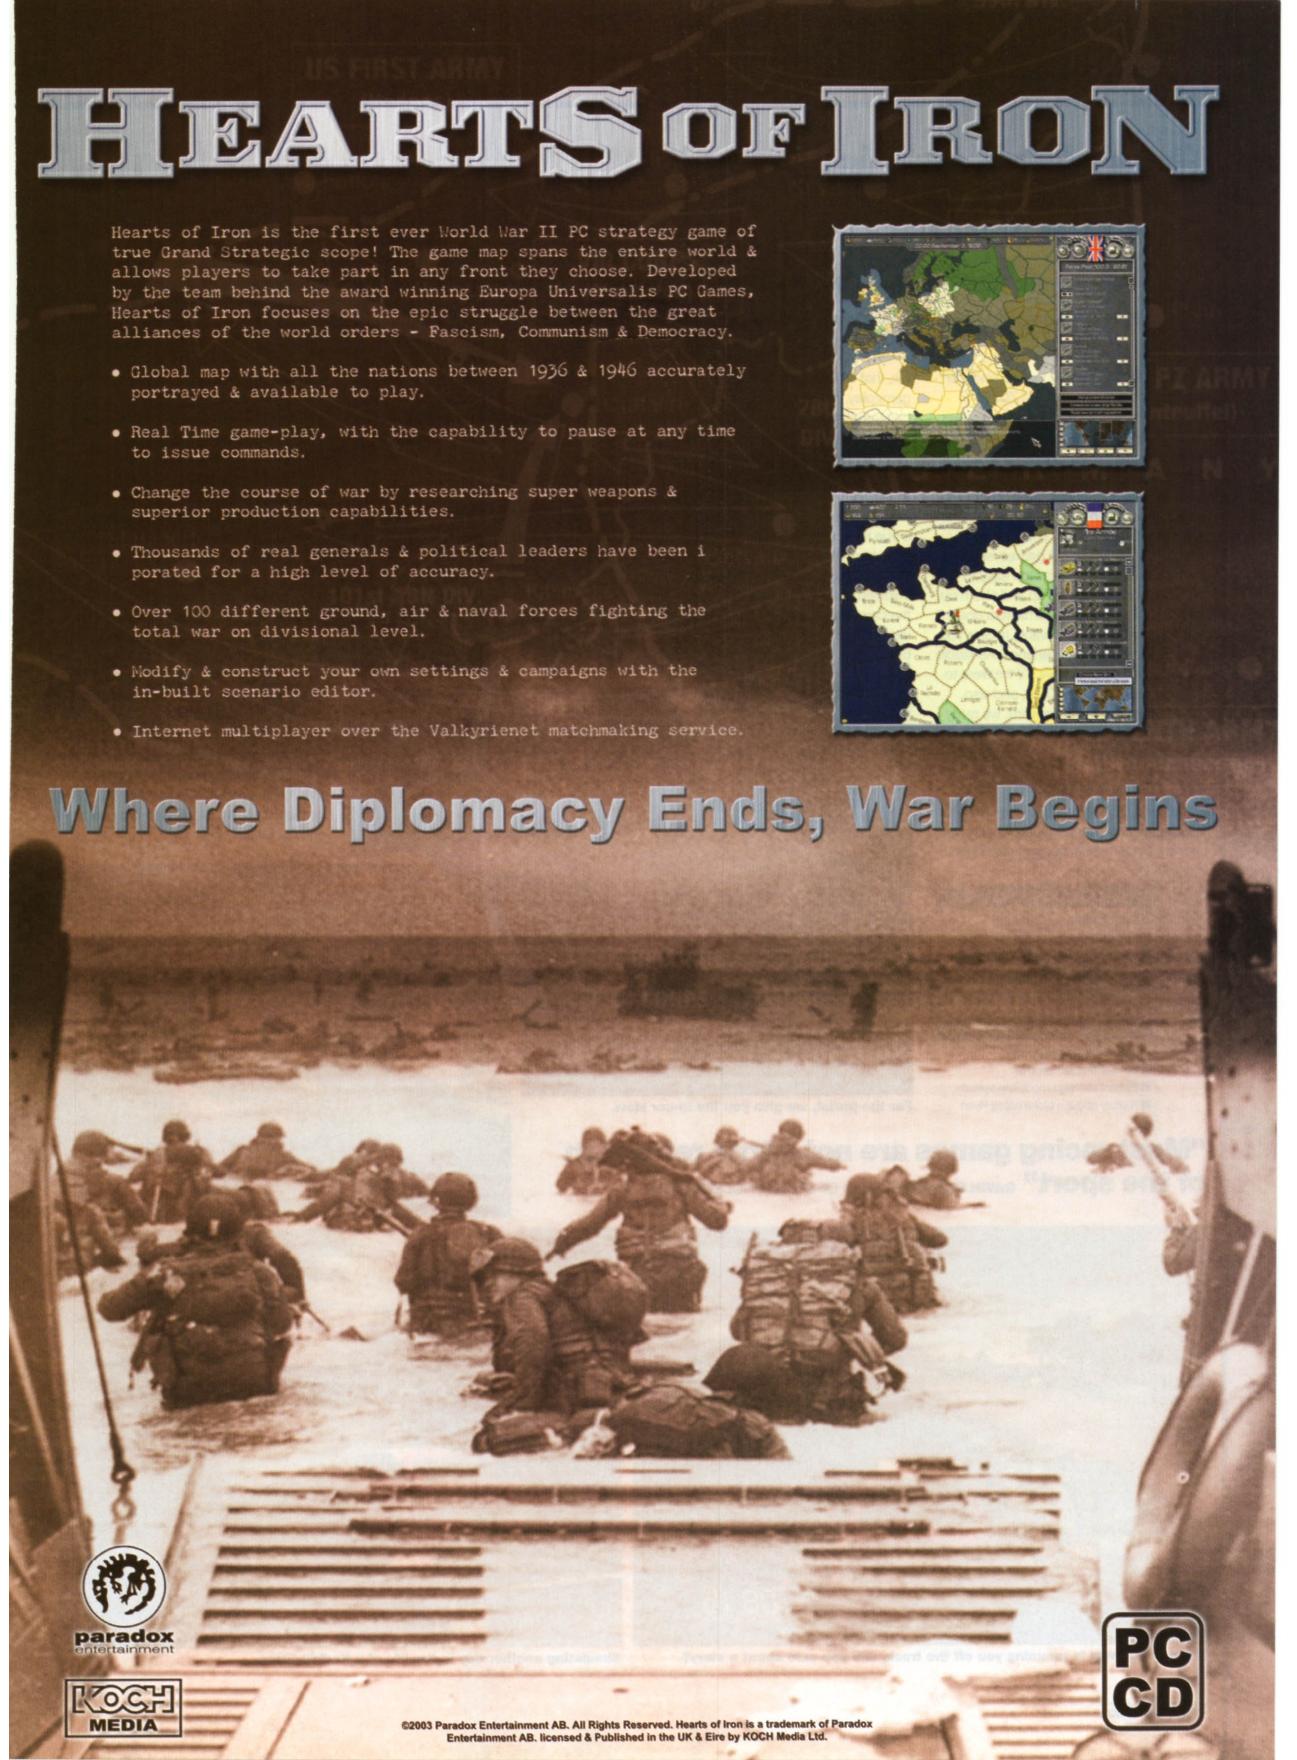 HEARTS OF IRON
Hearts of Iron is the first ever World War II PC strategy game of
true Grand Strategic scope! The game map spans the entire world &
allows players to take part in any front they choose. Developed
by the team behind the award winning Europa Universalis PC Games,
Hearts of Iron focuses on the epic struggle between the great
alliances of the world orders - Fascism, Communism & Democracy.
• Global map with all the nations between 1936 & 1946 accurately
portrayed & available to play.
• Real Time game-play, with the capability to pause at any time
to issue commands.
• Change the course of war by researching super weapons &
superior production capabilities.
• Thousands of real generals & political leaders have been i
porated for a high level of accuracy.
• Over 100 different ground, air & naval forces fighting the
total war on divisional level.
• Modify & construct your own settings & campaigns with the
in-built scenario editor.
• Internet multiplayer over the Valkyrienet matchmaking service.
US FIRST ARMY
PZ ARMY
Where Diplomacy Ends, War Begins
paradox
entertainment
KOCH
MEDIA
PC
CD
©2003 Paradox Entertainment AB. All Rights Reserved. Hearts of Iron is a trademark of Paradox
Entertainment AB. licensed & Published in the UK & Eire by KOCH Media Ltd.